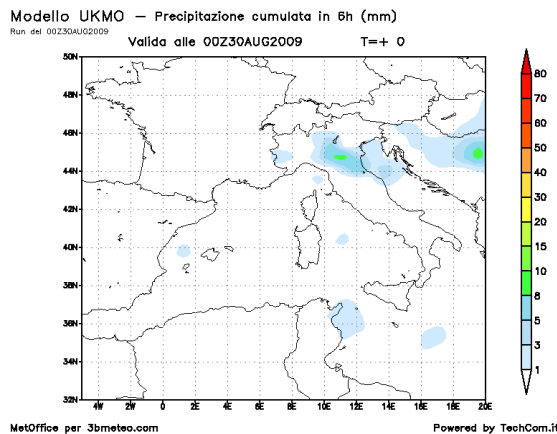 Modello UKMO – Precipitazione cumulata in 6h (mm)
Run del 00Z30AUG2009
Valida alle 00Z30AUG2009 T=+ 0
50N
48N
46N
44N
42N
40N
38N
36N
34N
32N
4W 2W 0 2E 4E 6E 8E 10E 12E 14E 16E 18E 20E
80
70
60
50
40
30
20
15
10
8
5
3
1
MetOffice per 3bmeteo.com Powered by TechCom.it